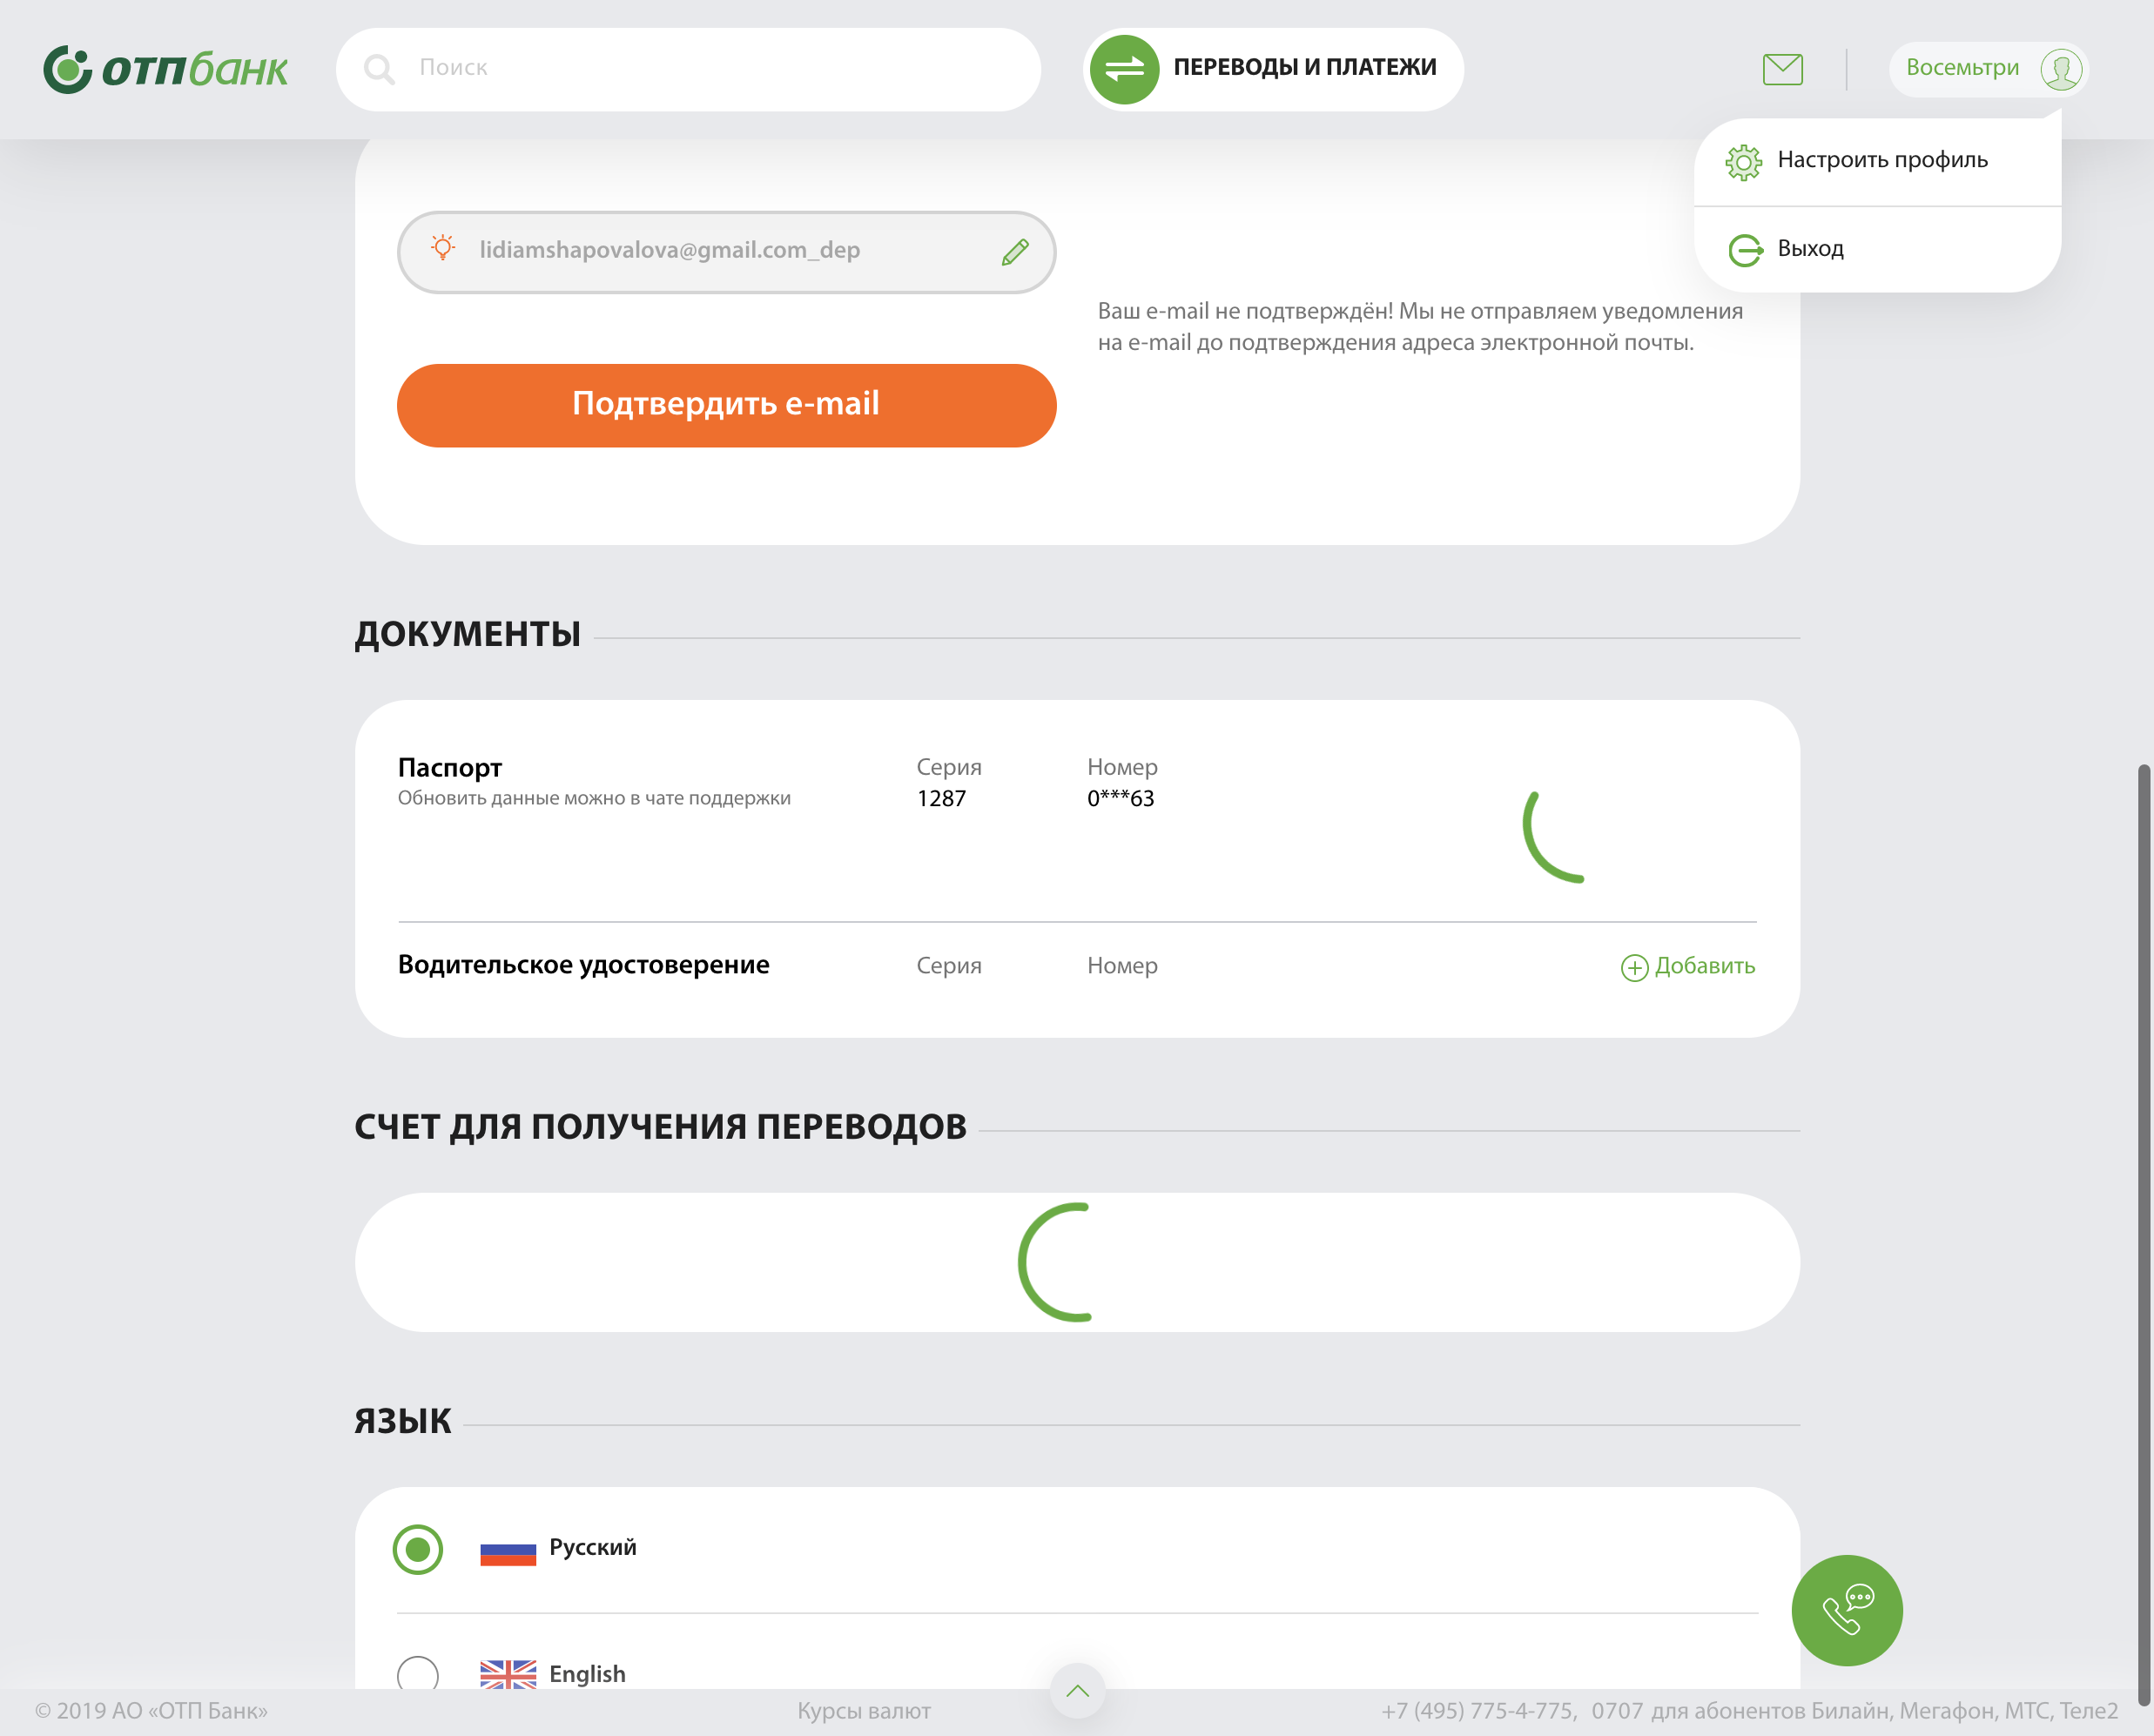 отпбанк
Поиск
ПЕРЕВОДЫ И ПЛАТЕЖИ
Восемьтри
Настроить профиль
Выход
lidiamshapovalova@gmail.com_dep
Ваш e-mail не подтверждён! Мы не отправляем уведомления
на e-mail до подтверждения адреса электронной почты.
Подтвердить e-mail
ДОКУМЕНТЫ
Паспорт
Серия
Номер
Обновить данные можно в чате поддержки
1287
0***63
Водительское удостоверение
Серия
Номер
Добавить
СЧЕТ ДЛЯ ПОЛУЧЕНИЯ ПЕРЕВОДОВ
ЯЗЫК
Русский
English
© 2019 АО «ОТП Банк»
Курсы валют
+7 (495) 775-4-775, 0707 для абонентов Билайн, Мегафон, МТС, Теле2